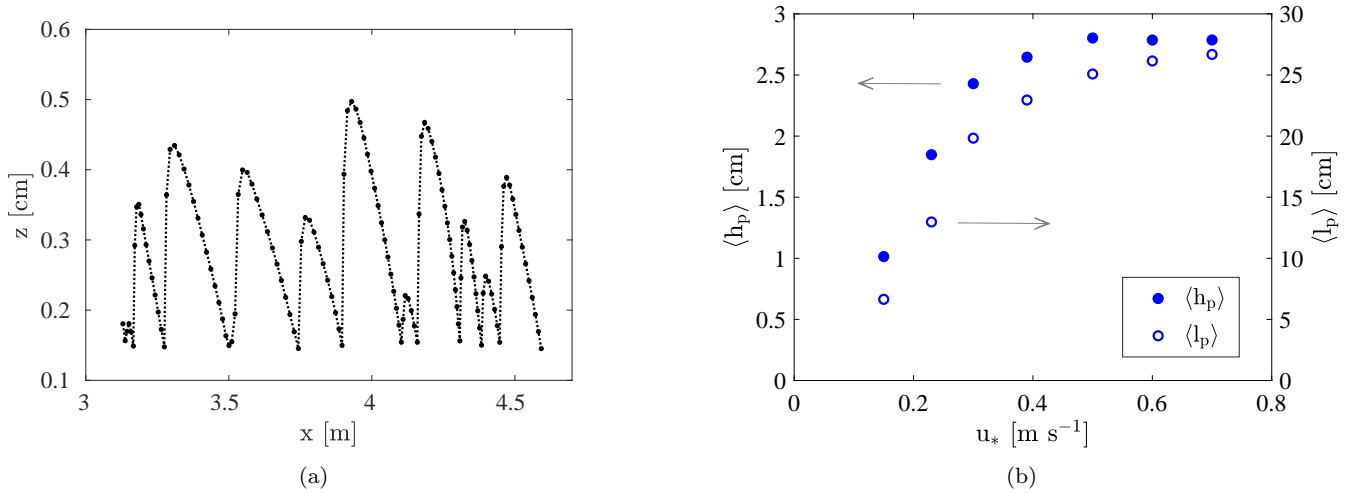 0.6
0.5
0.4
0.3
0.2
0.1
z [cm]
3 3.5 4 4.5
x [m]
(a)
3
2.5
2
1.5
1
0.5
0
⟨hₚ⟩ [cm]
30
25
20
15
10
5
0
⟨lₚ⟩ [cm]
⟨hₚ⟩
⟨lₚ⟩
0 0.2 0.4 0.6 0.8
u* [m s⁻¹]
(b)